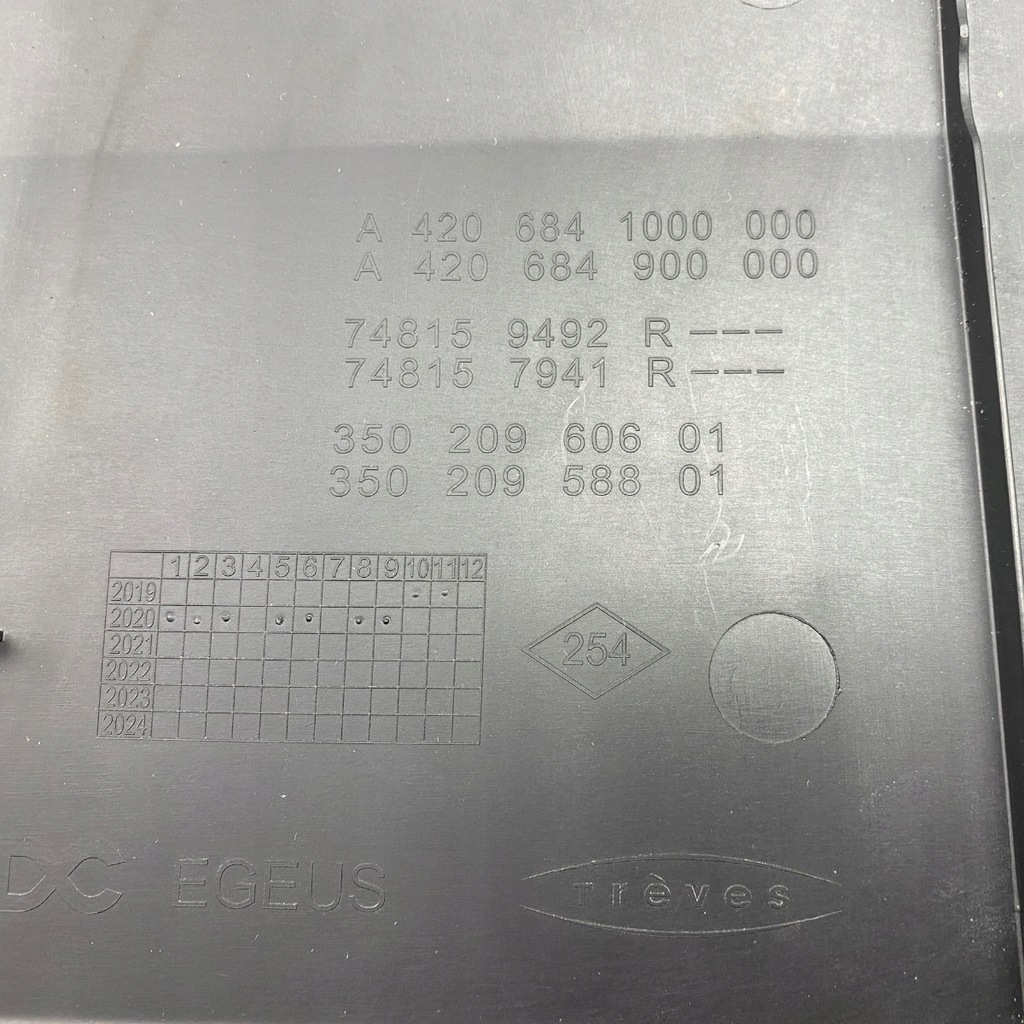 A 420 684 1000 000
A 420 684 900 000
74815 9492 R ---
74815 7941 R ---
350 209 606 01
350 209 588 01
1 2 3 4 5 6 7 8 9 10 11 12
2019
2020
2021
2022
2023
2024
254
DC EGEUS
Trèves